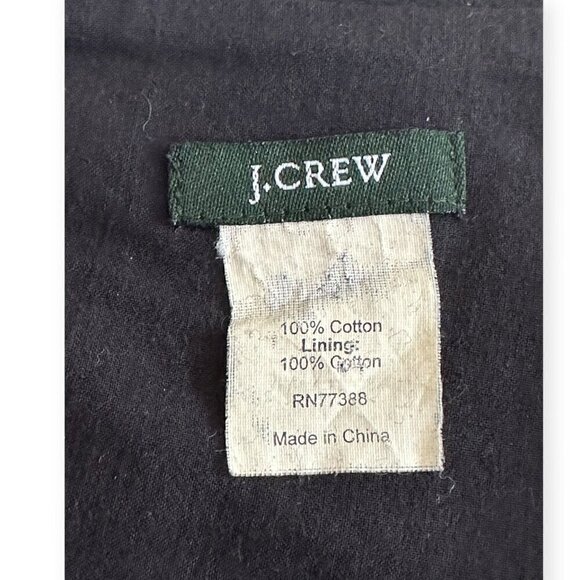 J.CREW
100% Cotton
Lining:
100% Cotton
RN77388
Made in China